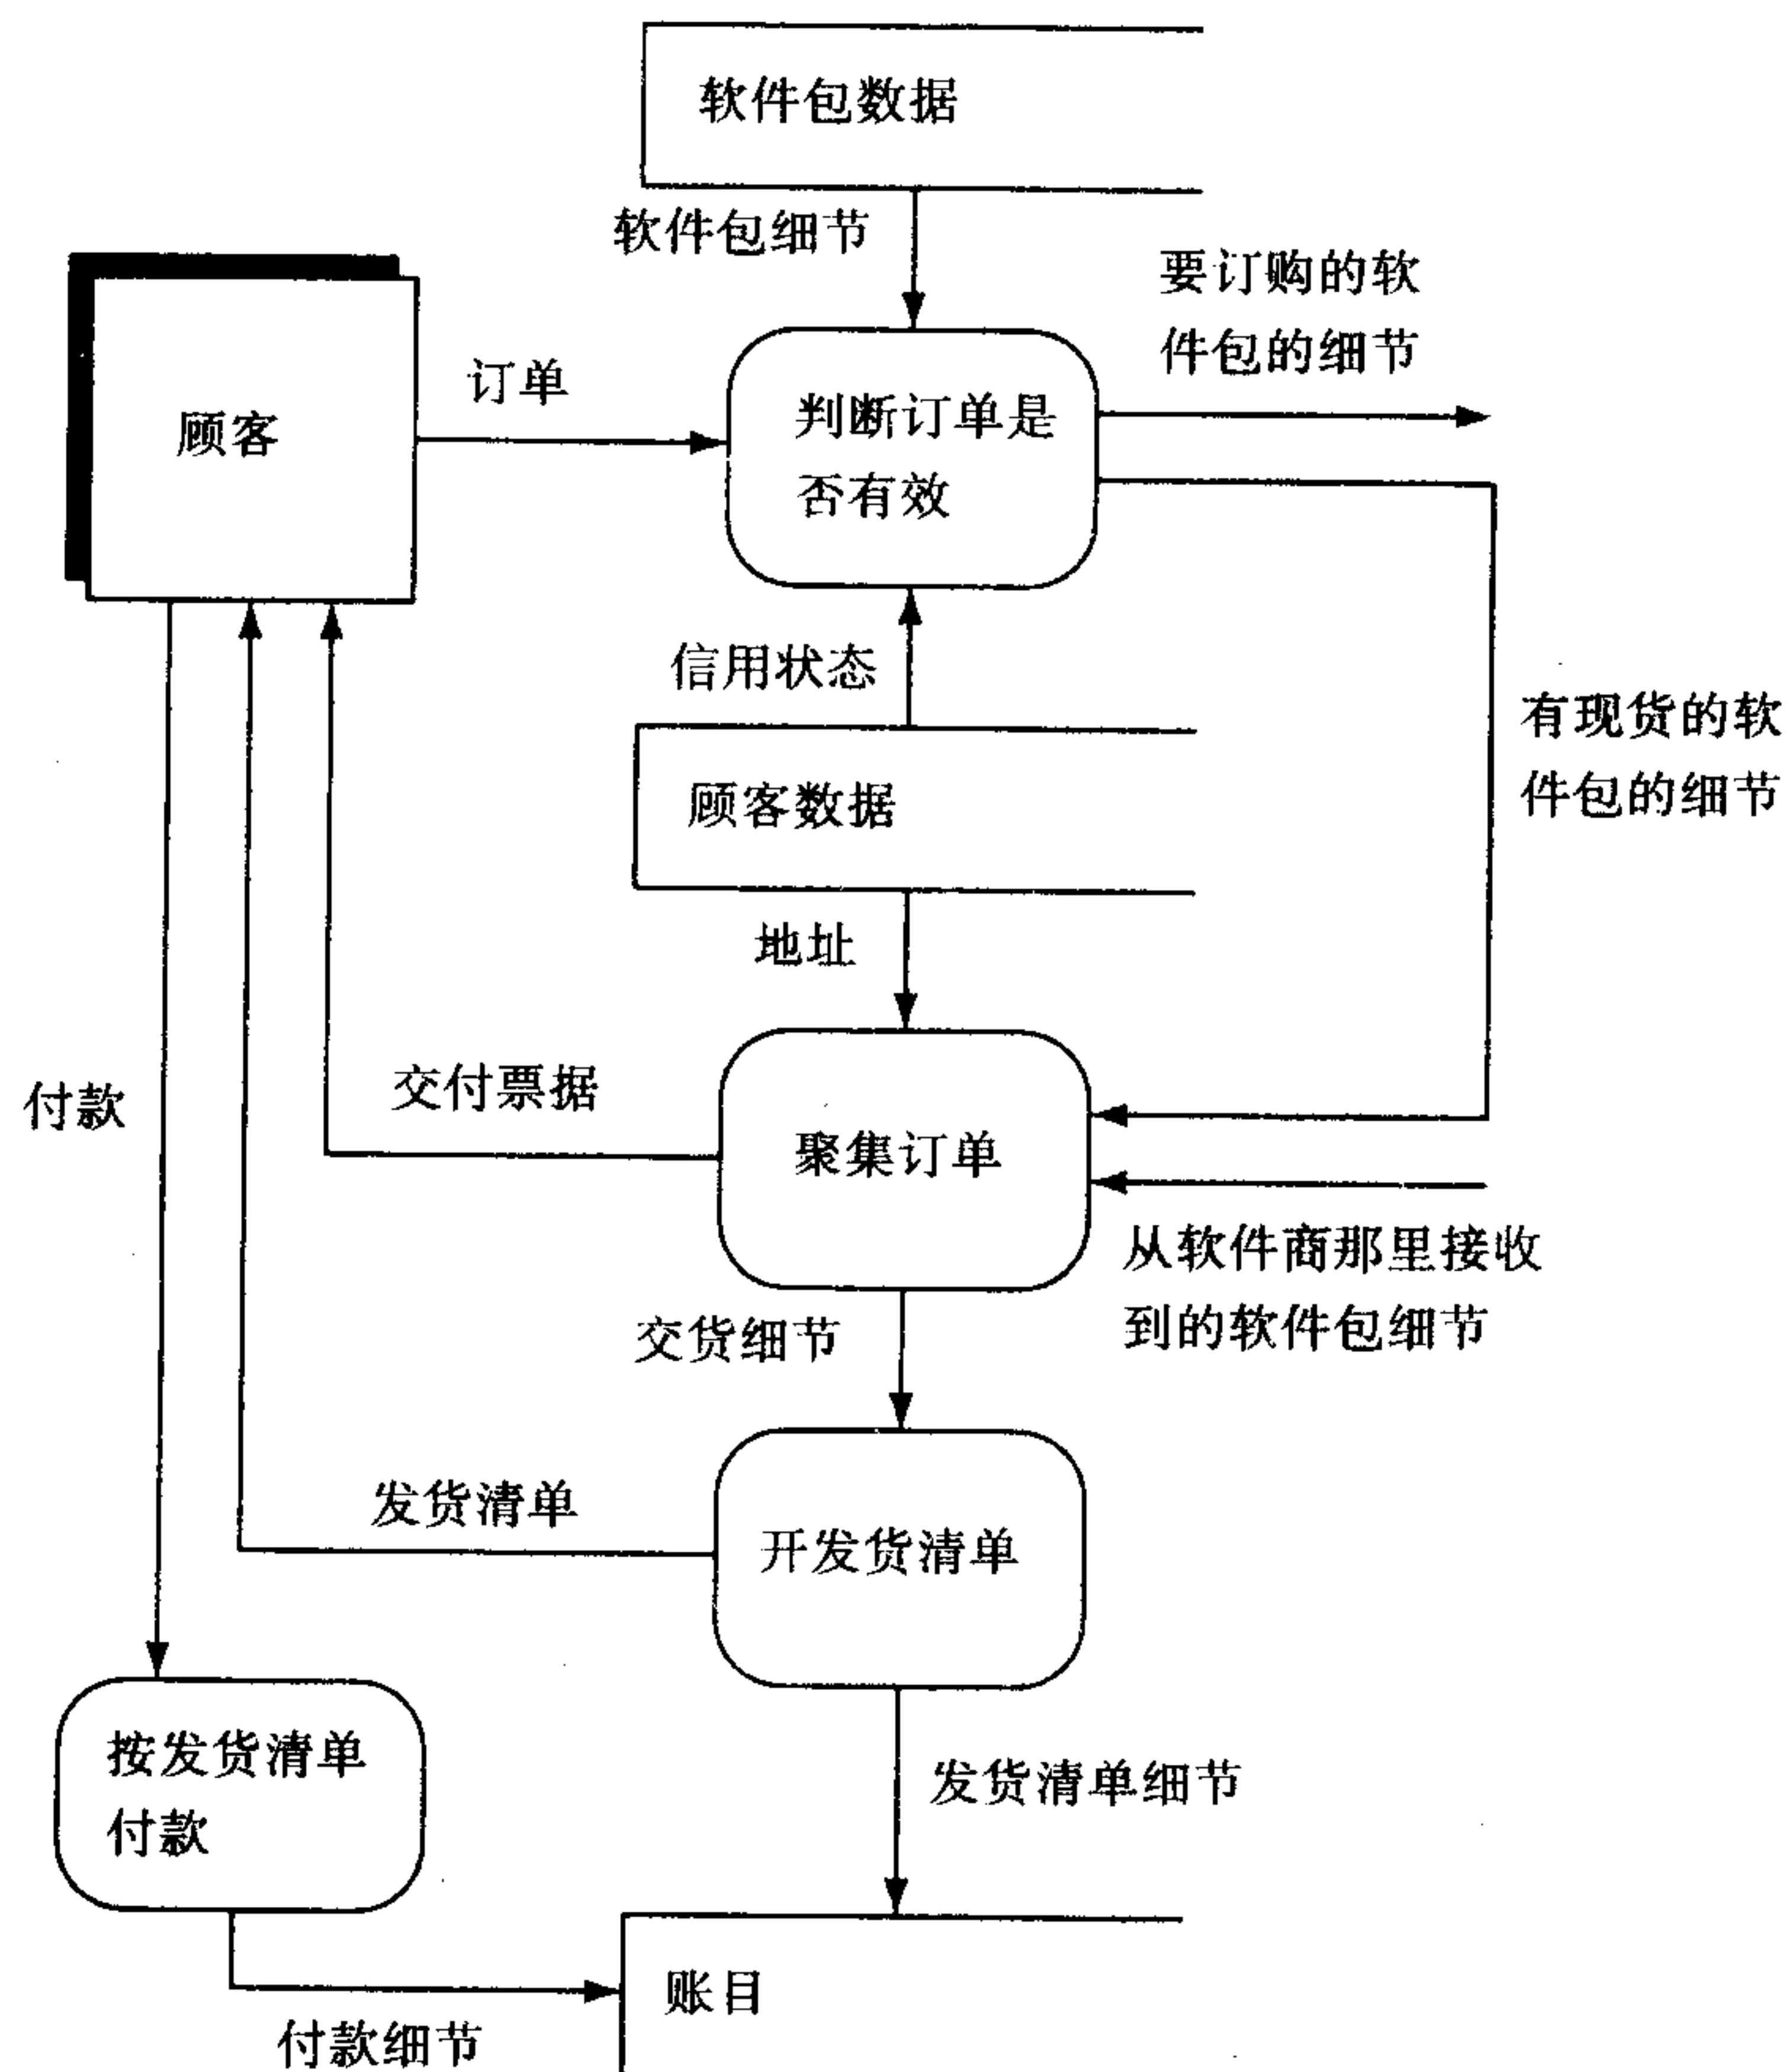 软件包数据
软件包细节
要订购的软
件包的细节
订单
顾客
判断订单是
否有效
信用状态
有现货的软
件包的细节
顾客数据
地址
交付票据
付款
聚集订单
从软件商那里接收
到的软件包细节
交货细节
发货清单
开发货清单
按发货清单
付款
发货清单细节
账目
付款细节